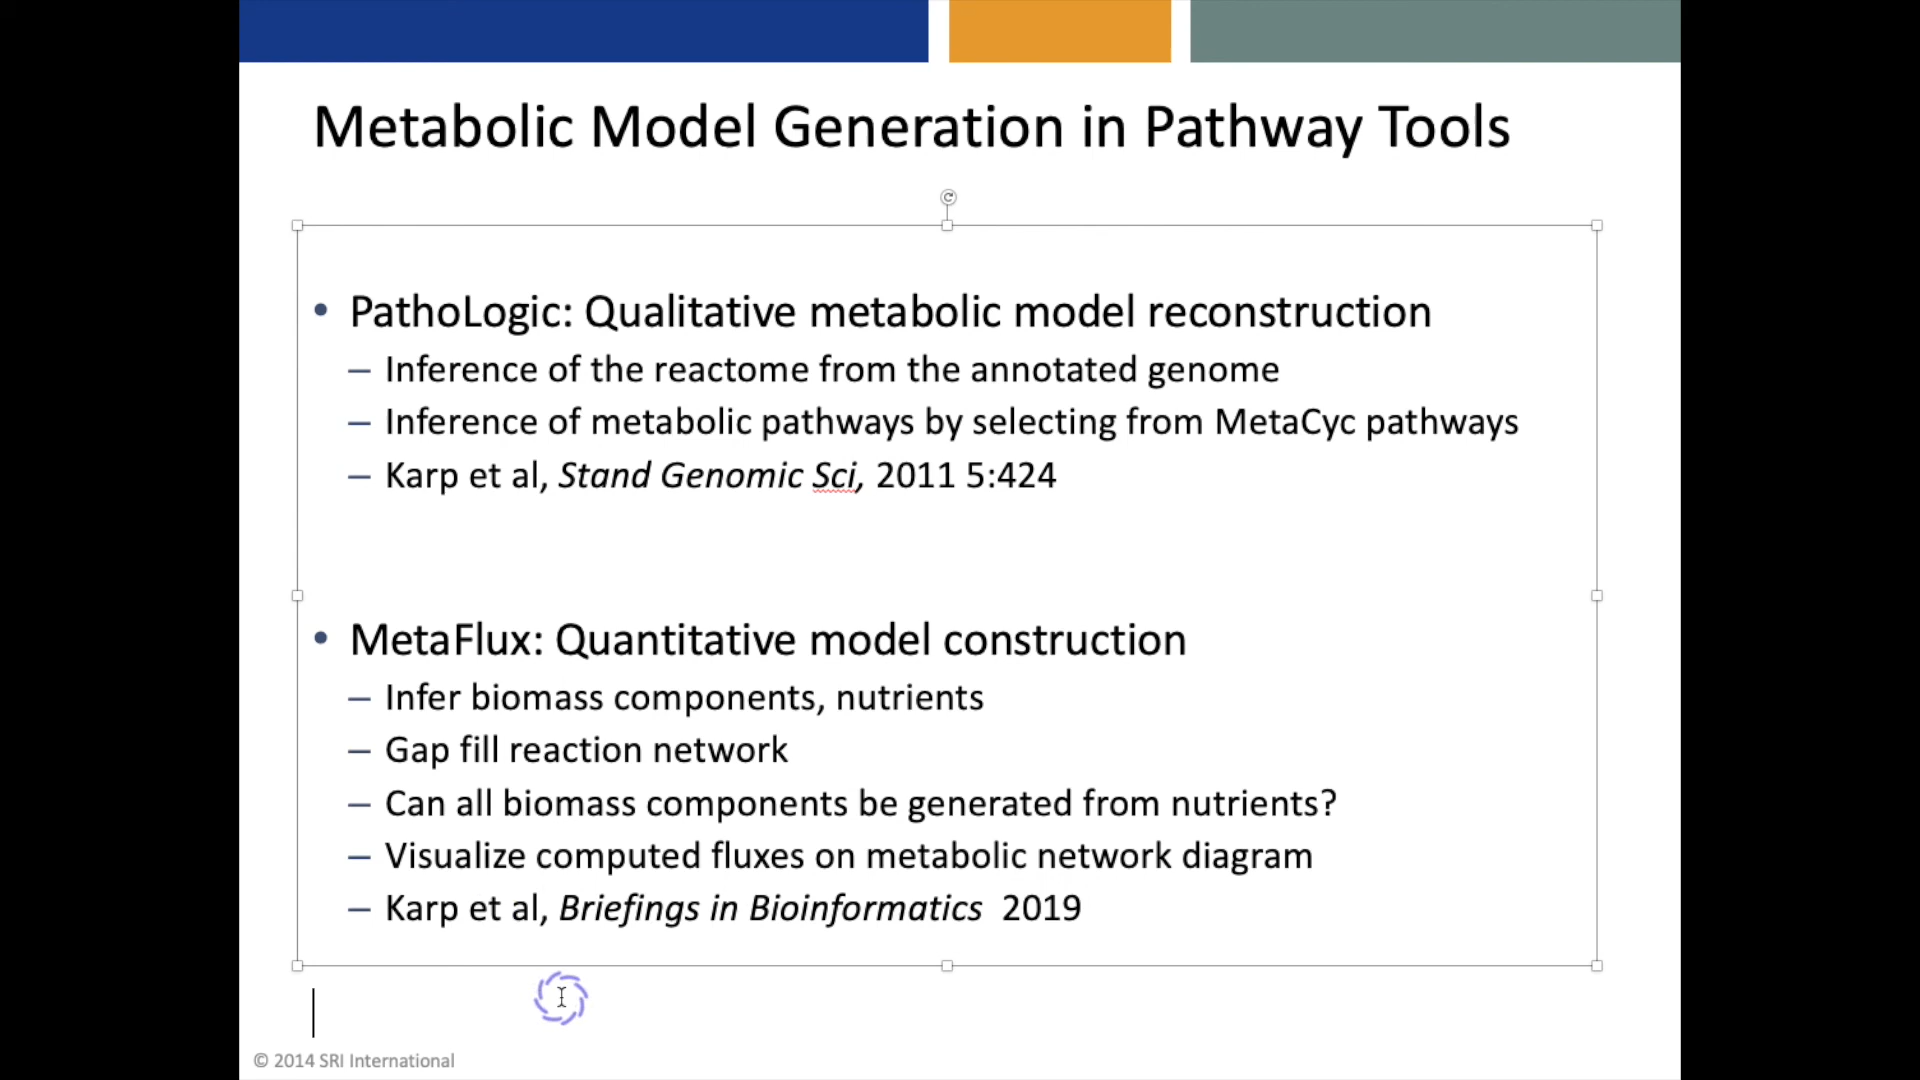 Metabolic Model Generation in Pathway Tools
• PathoLogic: Qualitative metabolic model reconstruction
– Inference of the reactome from the annotated genome
– Inference of metabolic pathways by selecting from MetaCyc pathways
– Karp et al, Stand Genomic Sci, 2011 5:424
• MetaFlux: Quantitative model construction
– Infer biomass components, nutrients
– Gap fill reaction network
– Can all biomass components be generated from nutrients?
– Visualize computed fluxes on metabolic network diagram
– Karp et al, Briefings in Bioinformatics 2019
© 2014 SRI International